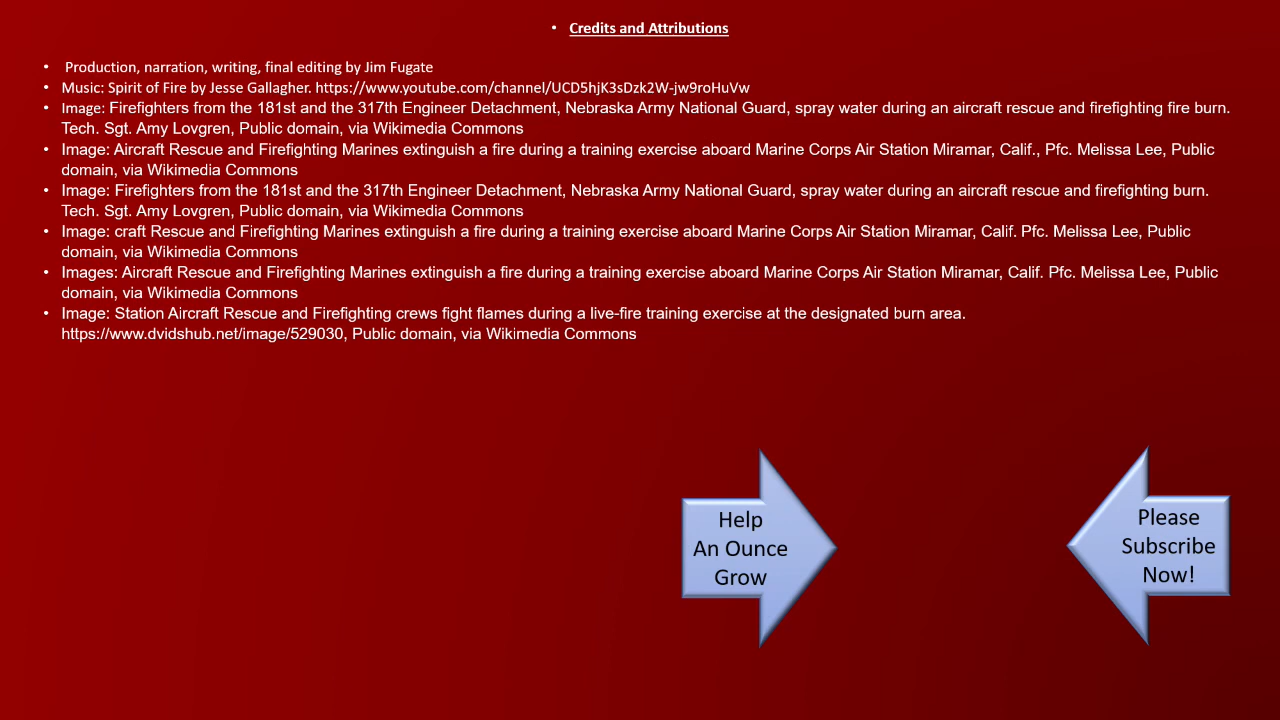 • Credits and Attributions
• Production, narration, writing, final editing by Jim Fugate
• Music: Spirit of Fire by Jesse Gallagher. https://www.youtube.com/channel/UCD5hjK3sDzk2W-jw9roHuVw
• Image: Firefighters from the 181st and the 317th Engineer Detachment, Nebraska Army National Guard, spray water during an aircraft rescue and firefighting fire burn.
Tech. Sgt. Amy Lovgren, Public domain, via Wikimedia Commons
• Image: Aircraft Rescue and Firefighting Marines extinguish a fire during a training exercise aboard Marine Corps Air Station Miramar, Calif., Pfc. Melissa Lee, Public
domain, via Wikimedia Commons
• Image: Firefighters from the 181st and the 317th Engineer Detachment, Nebraska Army National Guard, spray water during an aircraft rescue and firefighting burn.
Tech. Sgt. Amy Lovgren, Public domain, via Wikimedia Commons
• Image: craft Rescue and Firefighting Marines extinguish a fire during a training exercise aboard Marine Corps Air Station Miramar, Calif. Pfc. Melissa Lee, Public
domain, via Wikimedia Commons
• Images: Aircraft Rescue and Firefighting Marines extinguish a fire during a training exercise aboard Marine Corps Air Station Miramar, Calif. Pfc. Melissa Lee, Public
domain, via Wikimedia Commons
• Image: Station Aircraft Rescue and Firefighting crews fight flames during a live-fire training exercise at the designated burn area.
https://www.dvidshub.net/image/529030, Public domain, via Wikimedia Commons
Help
An Ounce
Grow
Please
Subscribe
Now!